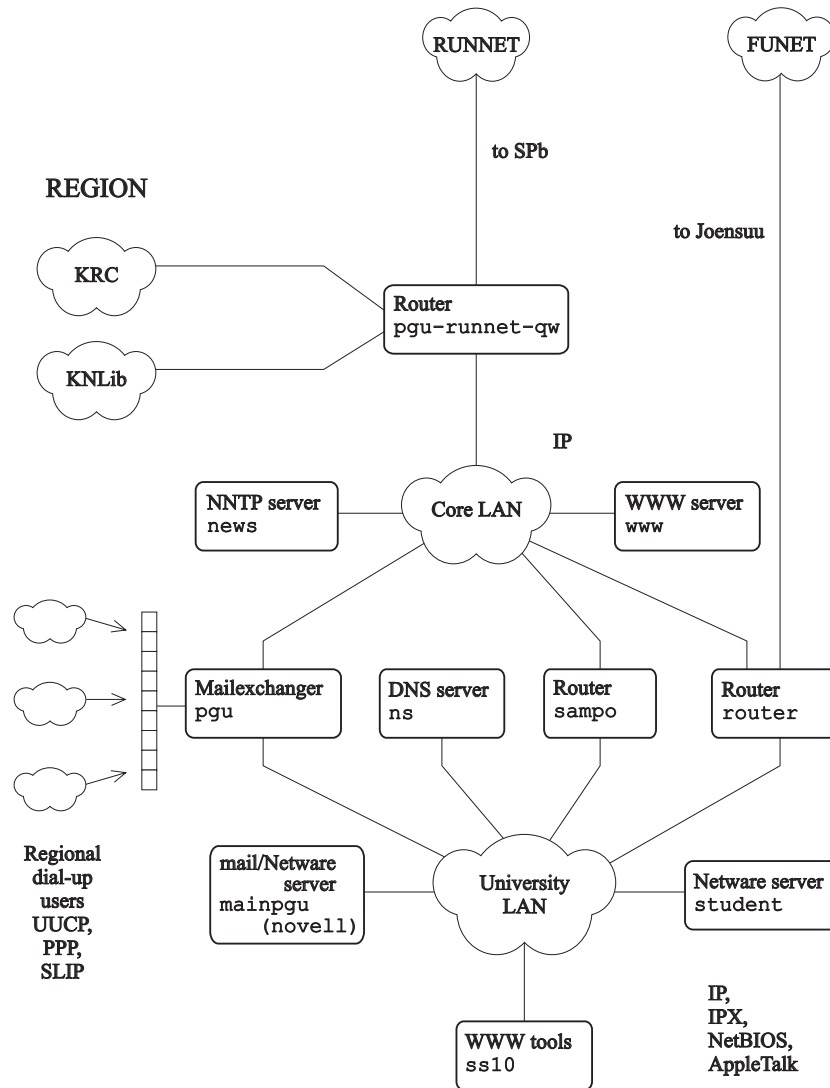 RUNNET
FUNET
to SPb
REGION
to Joensuu
KRC
Router
pgu-runnet-gw
KNLib
IP
NNTP server
news
Core LAN
WWW server
www
Mailexchanger
pgu
DNS server
ns
Router
sampo
Router
router
Regional
dial-up
users
UUCP,
PPP,
SLIP
mail/Netware
server
mainpgu
(novell)
University
LAN
Netware server
student
IP,
IPX,
NetBIOS,
AppleTalk
WWW tools
ss10